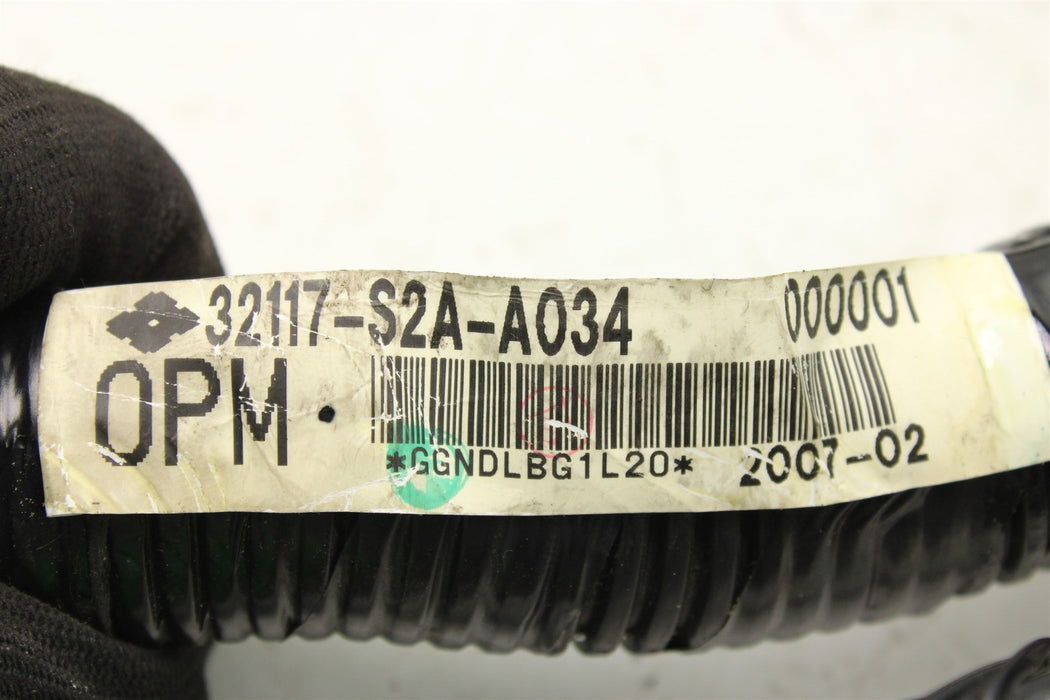 32117-S2A-A034 000001
OPM
*GGNDLBG1L20* 2007-02